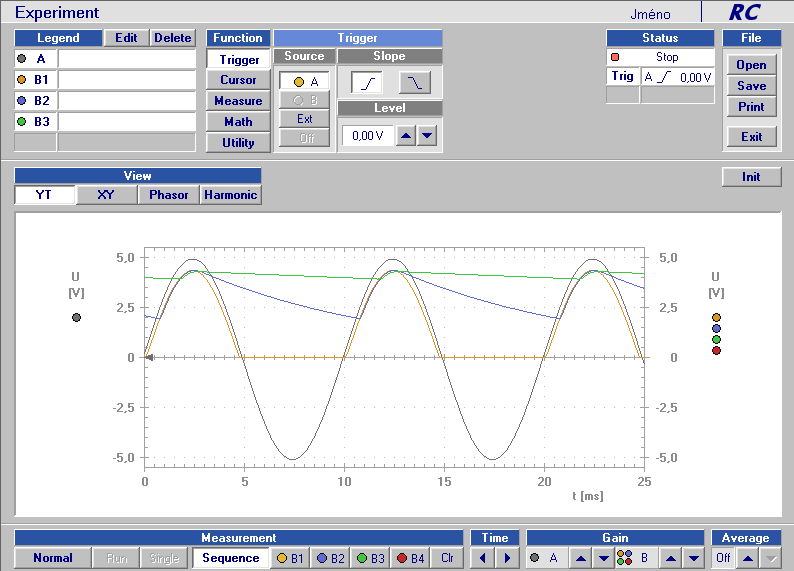 Experiment Jméno RC
Legend Edit Delete Function Trigger Status File
A Trigger Source Slope Stop Open
B1 Cursor A Trig A 0,00 V Save
B2 Measure B Level Print
B3 Math Ext 0,00 V
Utility Off Exit
View Init
YT XY Phasor Harmonic
U [V] 5,0 2,5 0 -2,5 -5,0
5,0 2,5 0 -2,5 -5,0 U [V]
0 5 10 15 20 25
t [ms]
Measurement Time Gain Average
Normal Run Single Sequence B1 B2 B3 B4 Clr A B Off